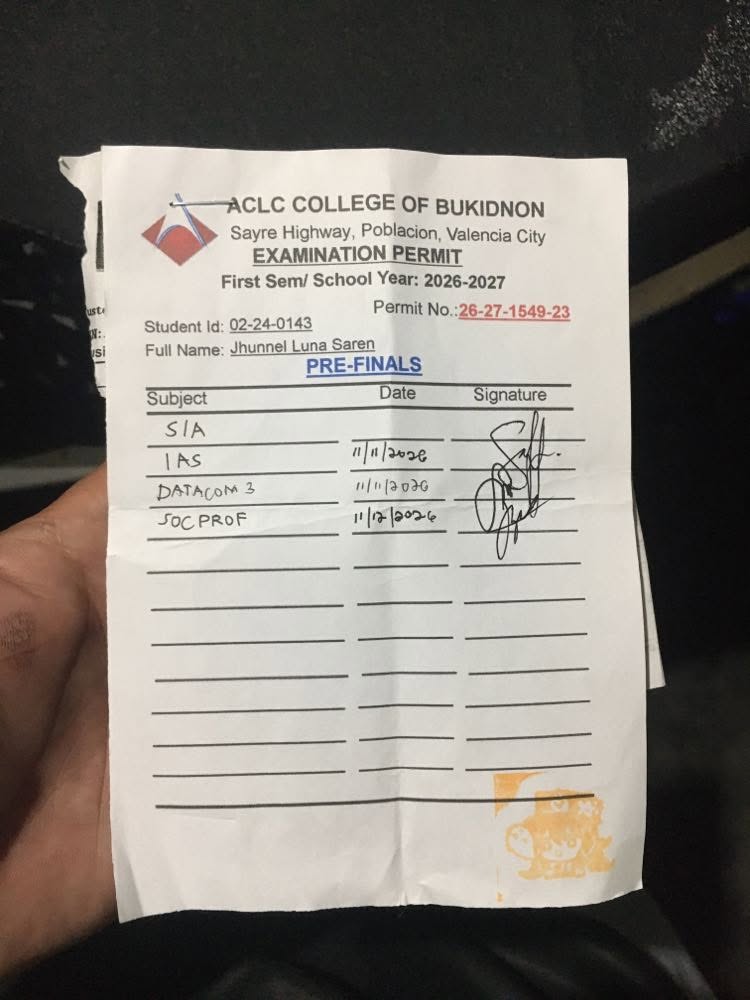 ACLC COLLEGE OF BUKIDNON
Sayre Highway, Poblacion, Valencia City
EXAMINATION PERMIT
First Sem/ School Year: 2026-2027
Permit No.:26-27-1549-23
Student Id: 02-24-0143
Full Name: Jhunnel Luna Saren
PRE-FINALS
Subject Date Signature
SIA
IAS 11/11/2026
DATACOM 3 11/11/2026
SOC PROF 11/12/2026